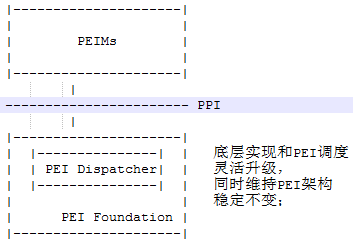 PEIMs
PPI
PEI Dispatcher
PEI Foundation
底层实现和PEI调度
灵活升级，
同时维持PEI架构
稳定不变；